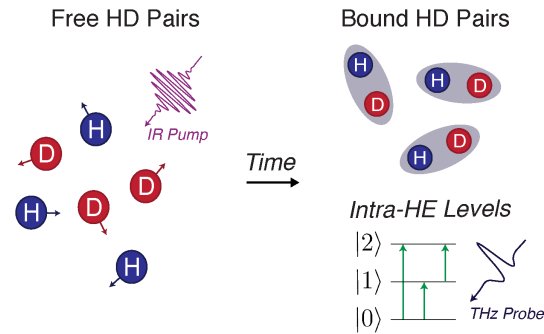 Free HD Pairs
Bound HD Pairs
IR Pump
H
D
D
H
D
H
Time
H
D
H
D
D
H
Intra-HE Levels
|2⟩
|1⟩
|0⟩
THz Probe